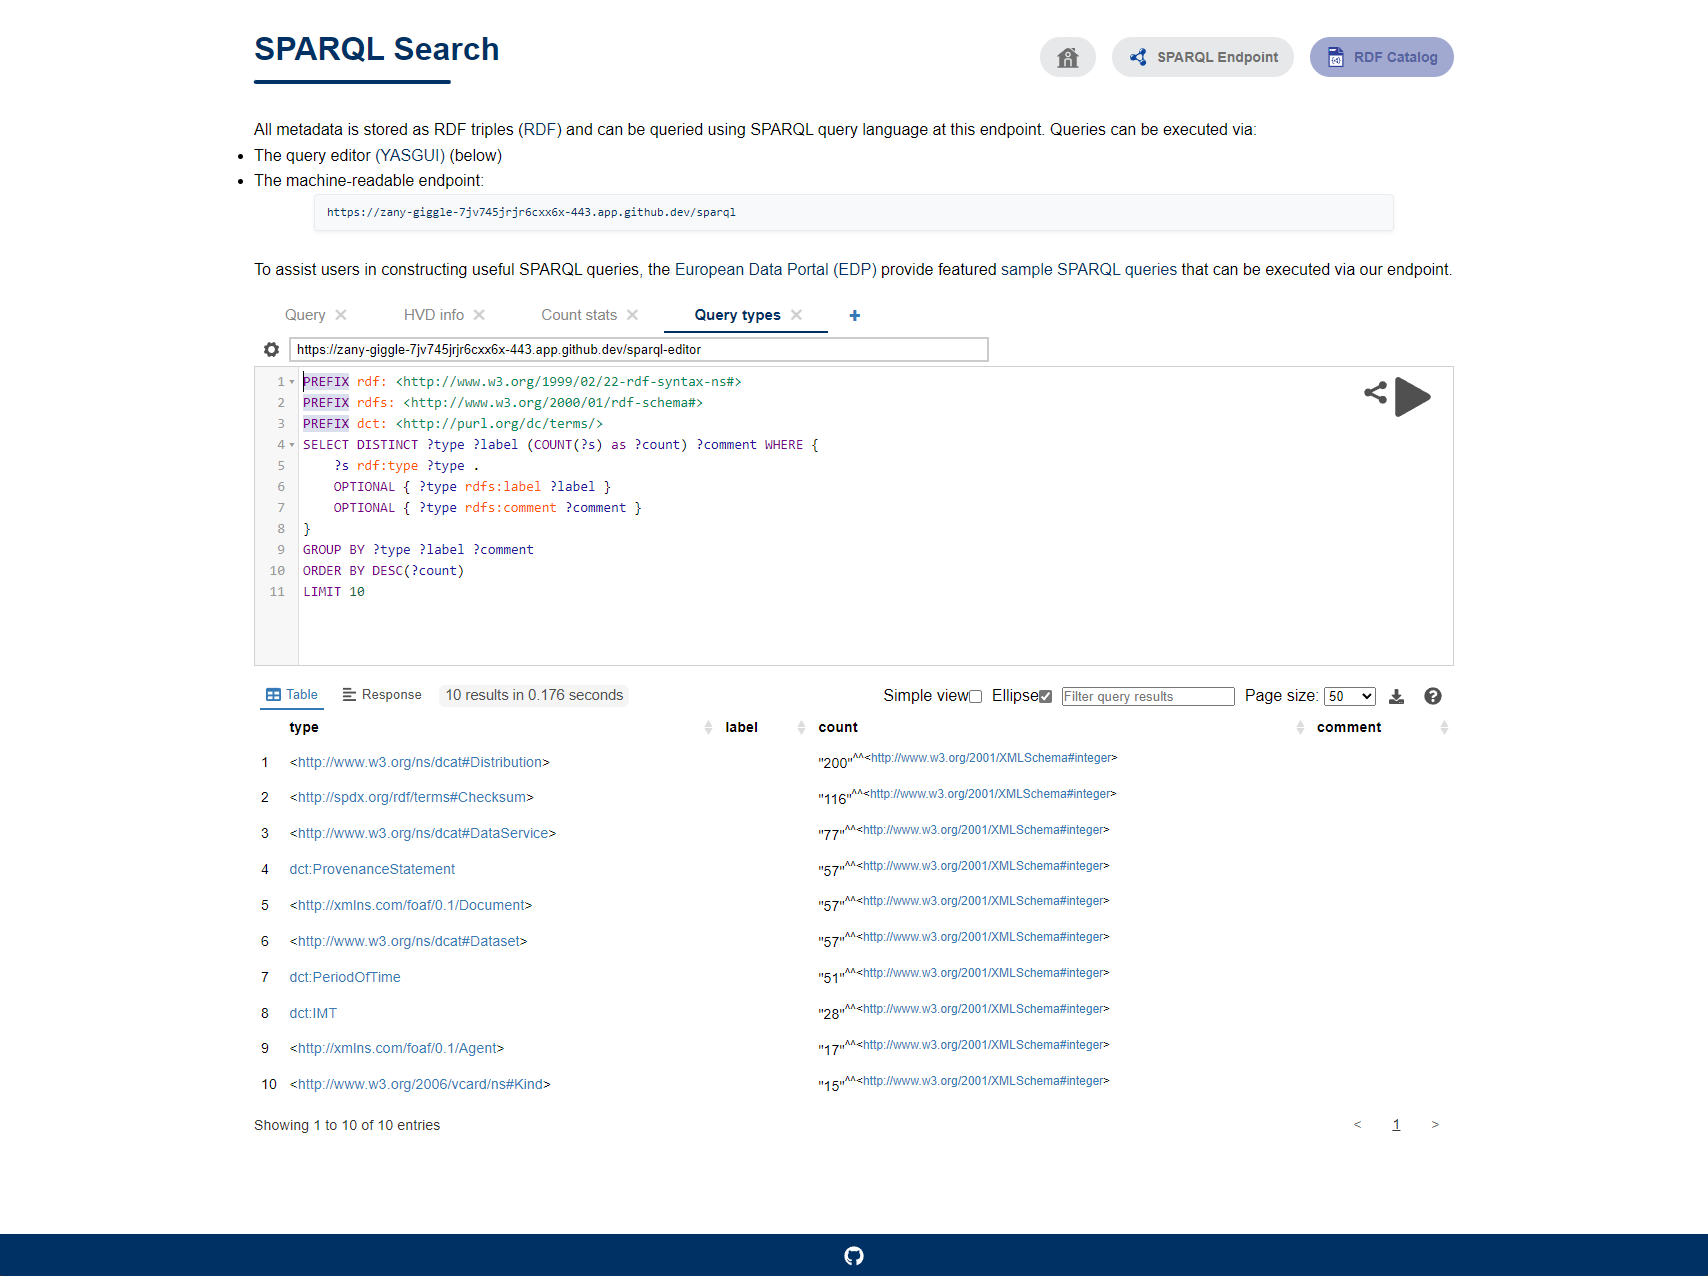 SPARQL Search
SPARQL Endpoint
RDF Catalog
All metadata is stored as RDF triples (RDF) and can be queried using SPARQL query language at this endpoint. Queries can be executed via:
The query editor (YASGUI) (below)
The machine-readable endpoint:
https://zany-giggle-7jv745jrjr6cxx6x-443.app.github.dev/sparql
To assist users in constructing useful SPARQL queries, the European Data Portal (EDP) provide featured sample SPARQL queries that can be executed via our endpoint.
Query × HVD info × Count stats × Query types × +
https://zany-giggle-7jv745jrjr6cxx6x-443.app.github.dev/sparql-editor
1 PREFIX rdf: <http://www.w3.org/1999/02/22-rdf-syntax-ns#>
2 PREFIX rdfs: <http://www.w3.org/2000/01/rdf-schema#>
3 PREFIX dct: <http://purl.org/dc/terms/>
4 SELECT DISTINCT ?type ?label (COUNT(?s) as ?count) ?comment WHERE {
5 ?s rdf:type ?type .
6 OPTIONAL { ?type rdfs:label ?label }
7 OPTIONAL { ?type rdfs:comment ?comment }
8 }
9 GROUP BY ?type ?label ?comment
10 ORDER BY DESC(?count)
11 LIMIT 10
Table Response 10 results in 0.176 seconds Simple view Ellipse Filter query results Page size: 50
type label count comment
1 <http://www.w3.org/ns/dcat#Distribution> "200"^^<http://www.w3.org/2001/XMLSchema#integer>
2 <http://spdx.org/rdf/terms#Checksum> "116"^^<http://www.w3.org/2001/XMLSchema#integer>
3 <http://www.w3.org/ns/dcat#DataService> "77"^^<http://www.w3.org/2001/XMLSchema#integer>
4 dct:ProvenanceStatement "57"^^<http://www.w3.org/2001/XMLSchema#integer>
5 <http://xmlns.com/foaf/0.1/Document> "57"^^<http://www.w3.org/2001/XMLSchema#integer>
6 <http://www.w3.org/ns/dcat#Dataset> "57"^^<http://www.w3.org/2001/XMLSchema#integer>
7 dct:PeriodOfTime "51"^^<http://www.w3.org/2001/XMLSchema#integer>
8 dct:IMT "28"^^<http://www.w3.org/2001/XMLSchema#integer>
9 <http://xmlns.com/foaf/0.1/Agent> "17"^^<http://www.w3.org/2001/XMLSchema#integer>
10 <http://www.w3.org/2006/vcard/ns#Kind> "15"^^<http://www.w3.org/2001/XMLSchema#integer>
Showing 1 to 10 of 10 entries < 1 >